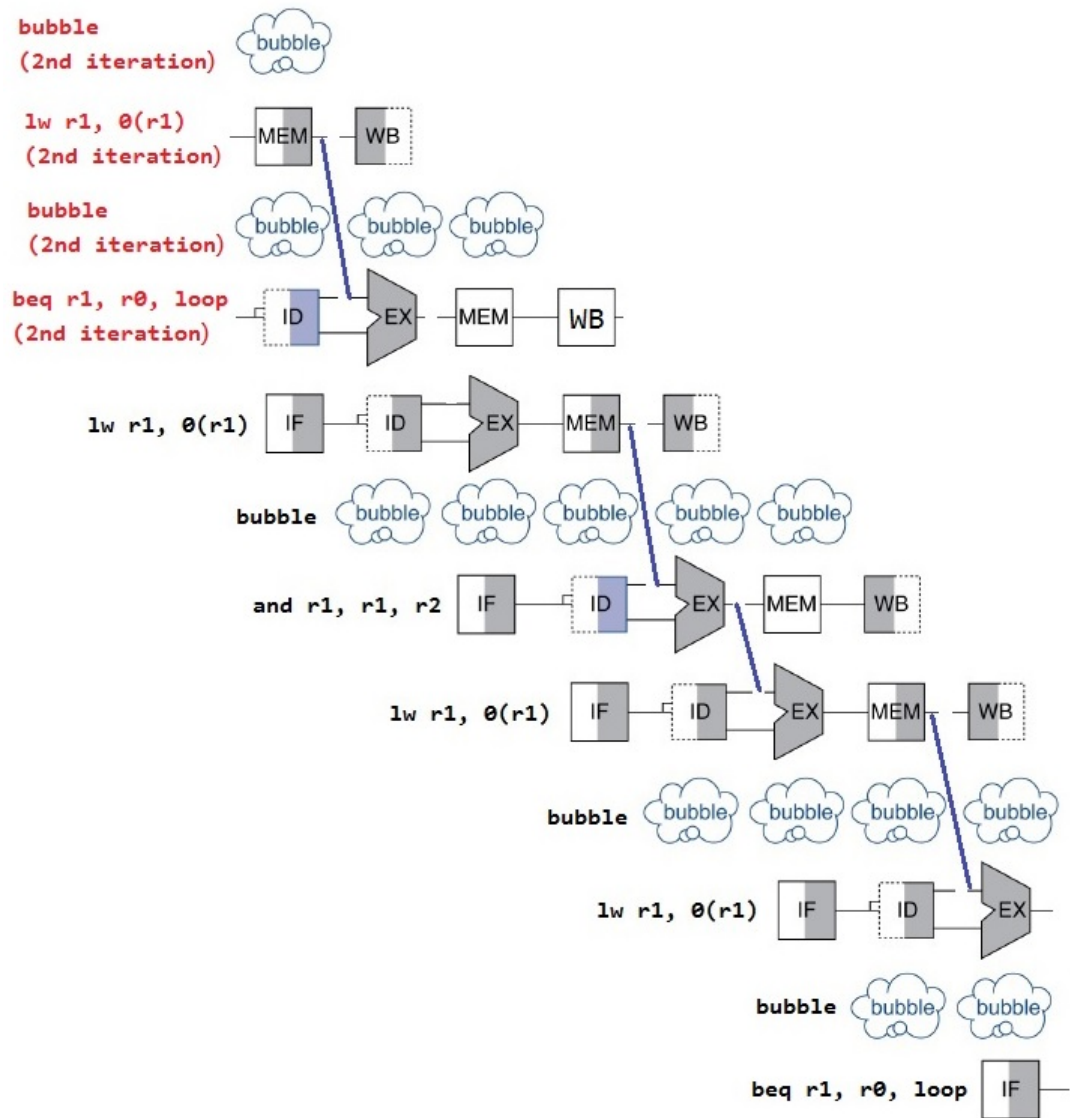 bubble
(2nd iteration)
bubble
lw r1, 0(r1)
(2nd iteration)
MEM WB
bubble
(2nd iteration)
bubble bubble bubble
beq r1, r0, loop
(2nd iteration)
ID EX MEM WB
lw r1, 0(r1) IF ID EX MEM WB
bubble bubble bubble bubble bubble bubble
and r1, r1, r2 IF ID EX MEM WB
lw r1, 0(r1) IF ID EX MEM WB
bubble bubble bubble bubble bubble
lw r1, 0(r1) IF ID EX
bubble bubble bubble
beq r1, r0, loop IF